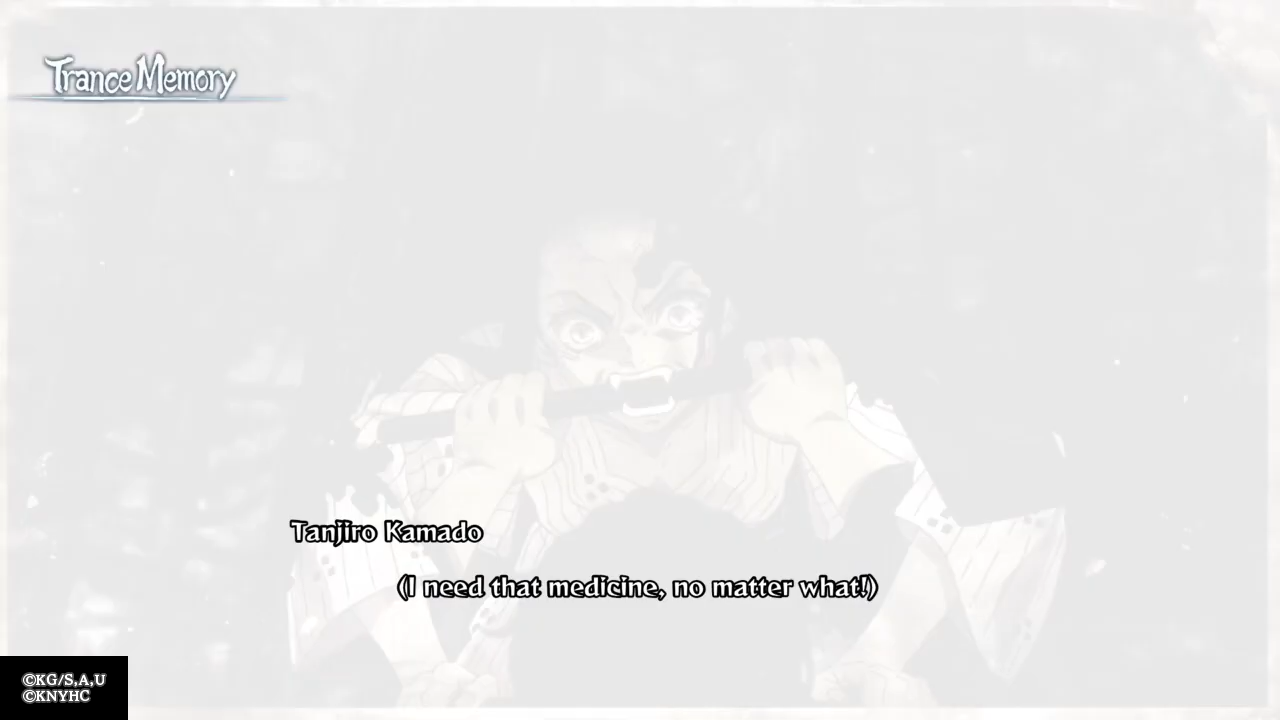 Trance Memory
Tanjiro Kamado
(I need that medicine, no matter what!)
©KG/S,A,U
©KNYHC